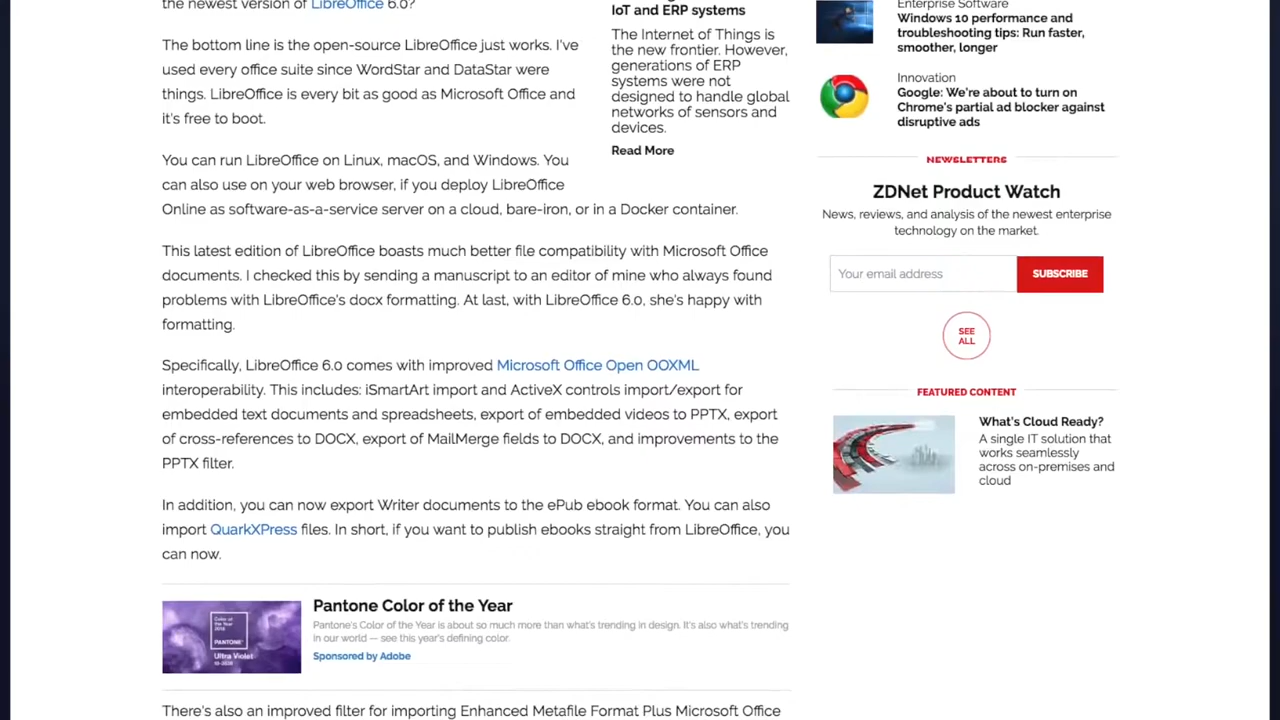 the newest version of LibreOffice 6.0?
The bottom line is the open-source LibreOffice just works. I've
used every office suite since WordStar and DataStar were
things. LibreOffice is every bit as good as Microsoft Office and
it's free to boot.
You can run LibreOffice on Linux, macOS, and Windows. You
can also use on your web browser, if you deploy LibreOffice
Online as software-as-a-service server on a cloud, bare-iron, or in a Docker container.
This latest edition of LibreOffice boasts much better file compatibility with Microsoft Office
documents. I checked this by sending a manuscript to an editor of mine who always found
problems with LibreOffice's docx formatting. At last, with LibreOffice 6.0, she's happy with
formatting.
Specifically, LibreOffice 6.0 comes with improved Microsoft Office Open OOXML
interoperability. This includes: iSmartArt import and ActiveX controls import/export for
embedded text documents and spreadsheets, export of embedded videos to PPTX, export
of cross-references to DOCX, export of MailMerge fields to DOCX, and improvements to the
PPTX filter.
In addition, you can now export Writer documents to the ePub ebook format. You can also
import QuarkXPress files. In short, if you want to publish ebooks straight from LibreOffice, you
can now.
Color of
the Year
2018
PANTONE
Ultra Violet
Pantone Color of the Year
Pantone's Color of the Year is about so much more than what's trending in design. It's also what's trending
in our world — see this year's defining color.
Sponsored by Adobe
There's also an improved filter for importing Enhanced Metafile Format Plus Microsoft Office
IoT and ERP systems
The Internet of Things is
the new frontier. However,
generations of ERP
systems were not
designed to handle global
networks of sensors and
devices.
Read More
Enterprise Software
Windows 10 performance and
troubleshooting tips: Run faster,
smoother, longer
Innovation
Google: We're about to turn on
Chrome's partial ad blocker against
disruptive ads
NEWSLETTERS
ZDNet Product Watch
News, reviews, and analysis of the newest enterprise
technology on the market.
Your email address
SUBSCRIBE
SEE
ALL
FEATURED CONTENT
What's Cloud Ready?
A single IT solution that
works seamlessly
across on-premises and
cloud